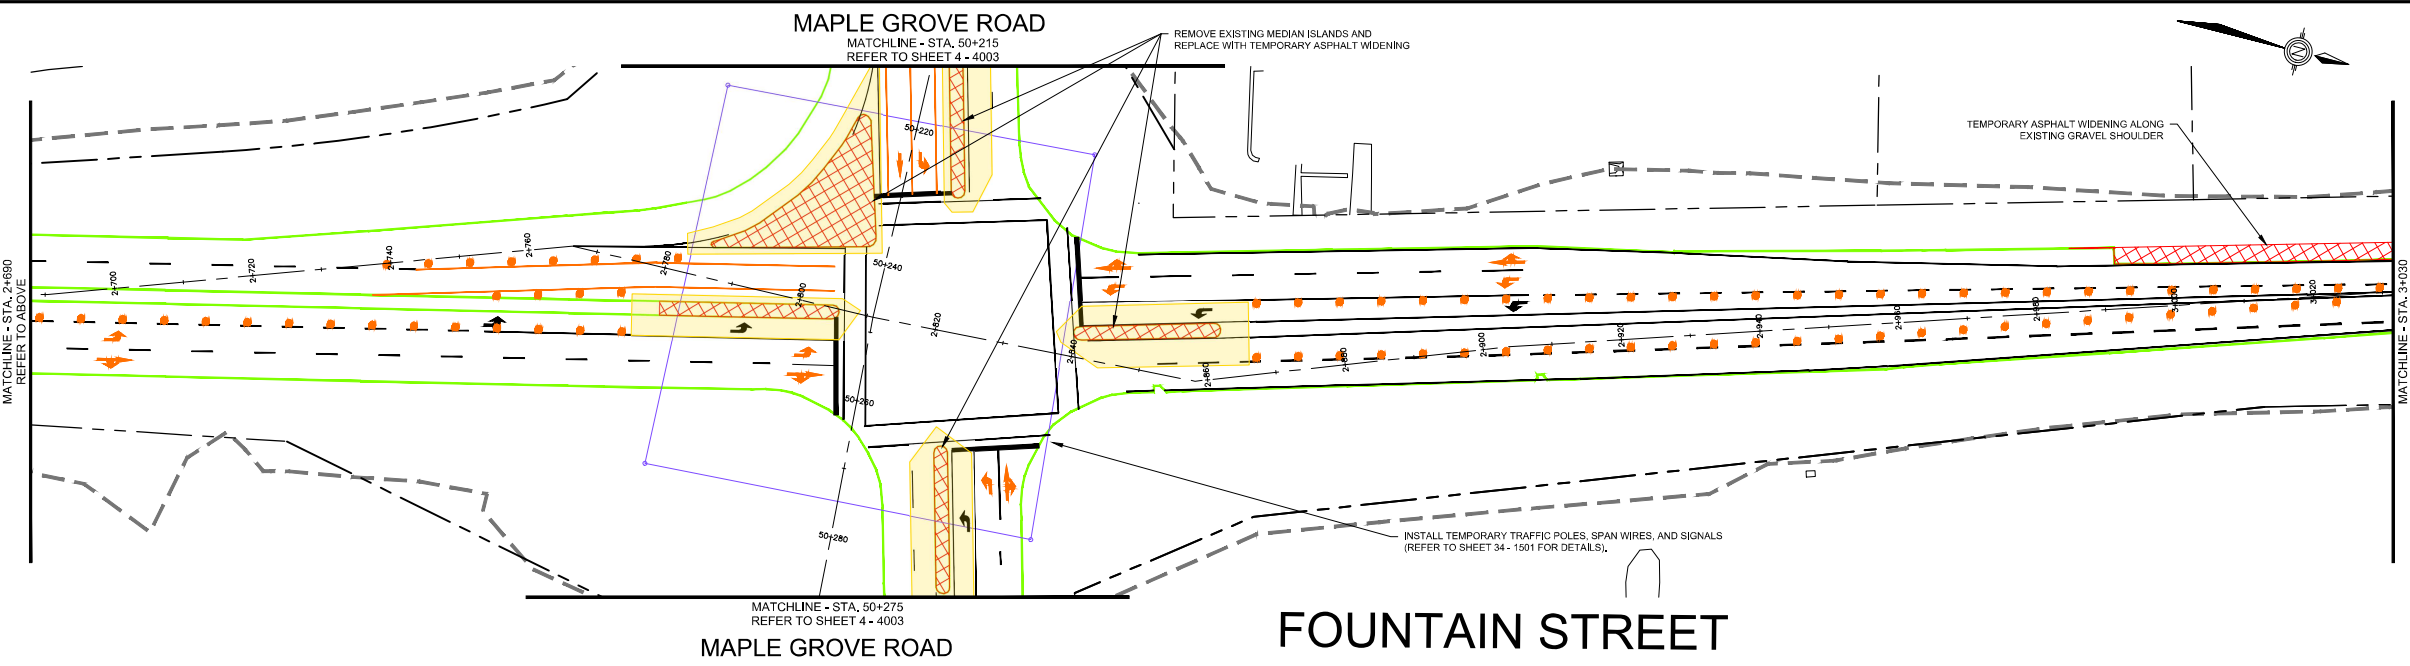 MAPLE GROVE ROAD
MATCHLINE - STA. 50+215
REFER TO SHEET 4 - 4003
REMOVE EXISTING MEDIAN ISLANDS AND
REPLACE WITH TEMPORARY ASPHALT WIDENING
N
TEMPORARY ASPHALT WIDENING ALONG
EXISTING GRAVEL SHOULDER
MATCHLINE - STA. 2+690
REFER TO ABOVE
2+700
2+720
2+740
2+760
2+780
2+800
2+820
2+840
2+860
2+880
2+900
2+920
2+940
2+960
2+980
3+000
3+020
50+220
50+240
50+260
50+280
MATCHLINE - STA. 3+030
INSTALL TEMPORARY TRAFFIC POLES, SPAN WIRES, AND SIGNALS
(REFER TO SHEET 34 - 1501 FOR DETAILS).
MATCHLINE - STA. 50+275
REFER TO SHEET 4 - 4003
MAPLE GROVE ROAD
FOUNTAIN STREET